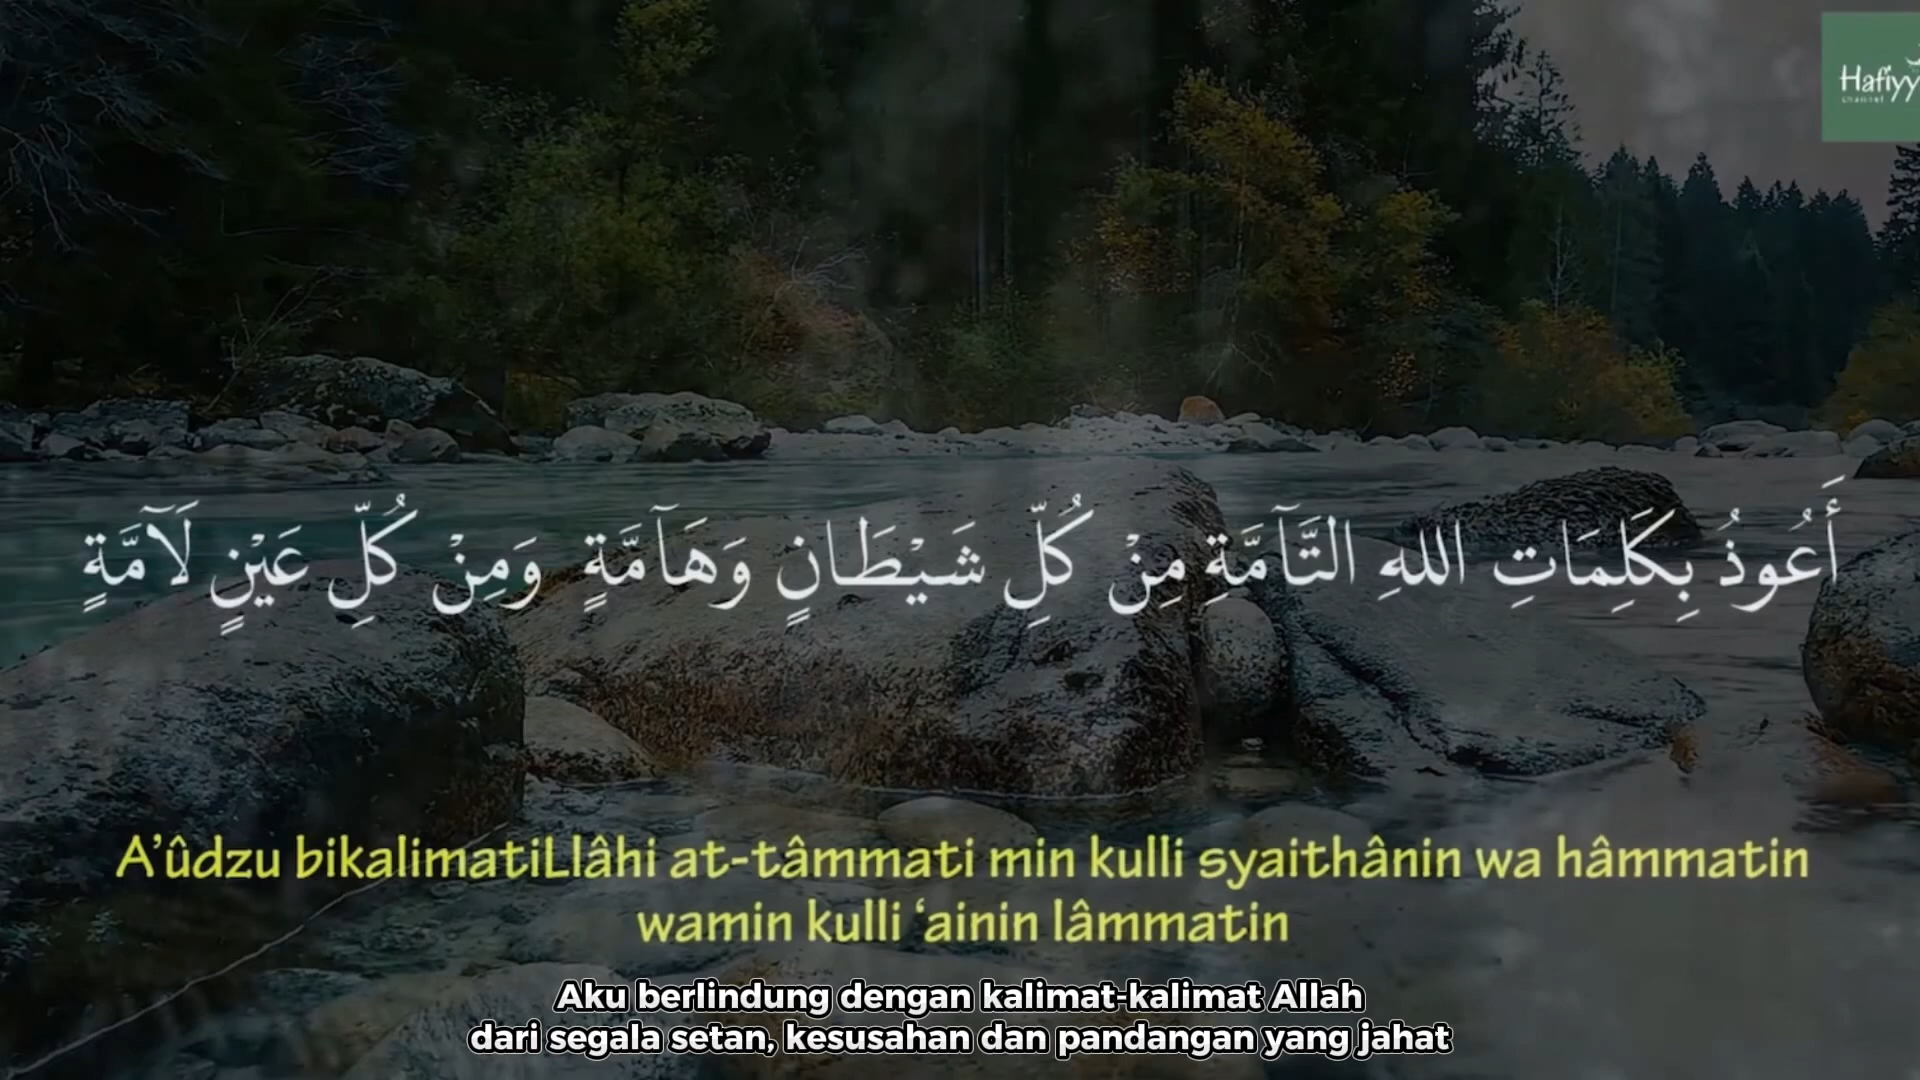 Hafiyy
channel
أَعُوذُ بِكَلِمَاتِ اللهِ التَّآمَّةِ مِنْ كُلِّ شَيْطَانٍ وَهَآمَّةٍ وَمِنْ كُلِّ عَيْنٍ لَآمَّةٍ
A'ûdzu bikalimatiLlâhi at-tâmmati min kulli syaithânin wa hâmmatin
wamin kulli 'ainin lâmmatin
Aku berlindung dengan kalimat-kalimat Allah
dari segala setan, kesusahan dan pandangan yang jahat